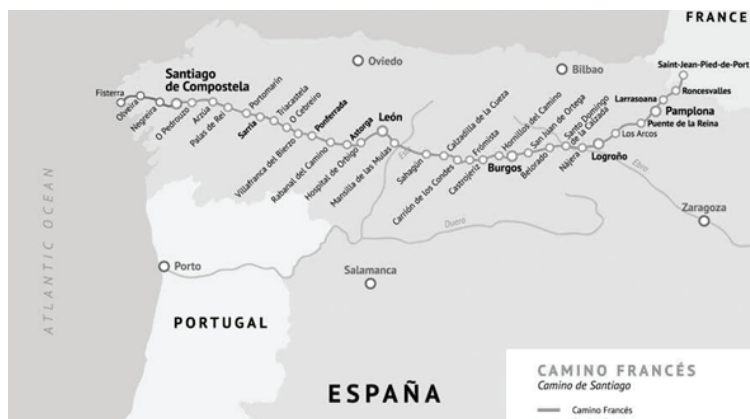 FRANCE
Oviedo
Bilbao
Saint-Jean-Pied-de-Port
Roncesvalles
Larrasoana
Pamplona
Puente de la Reina
Los Arcos
Logroño
Nájera
Santo Domingo
de la Calzada
Belorado
San Juan de Ortega
Burgos
Hornillos del Camino
Castrojeriz
Frómista
Carrión de los Condes
Calzadilla de la Cueza
Sahagún
Mansilla de las Mulas
León
Hospital de Orbigo
Astorga
Rabanal del Camino
Ponferrada
Villafranca del Bierzo
O Cebreiro
Triacastela
Sarria
Portomarín
Palas de Rei
Arzúa
O Pedrouzo
Santiago
de Compostela
Negreira
Olveira
Fisterra
Ebro
Duero
Zaragoza
Porto
Salamanca
ATLANTIC OCEAN
PORTUGAL
ESPAÑA
CAMINO FRANCÉS
Camino de Santiago
Camino Francés